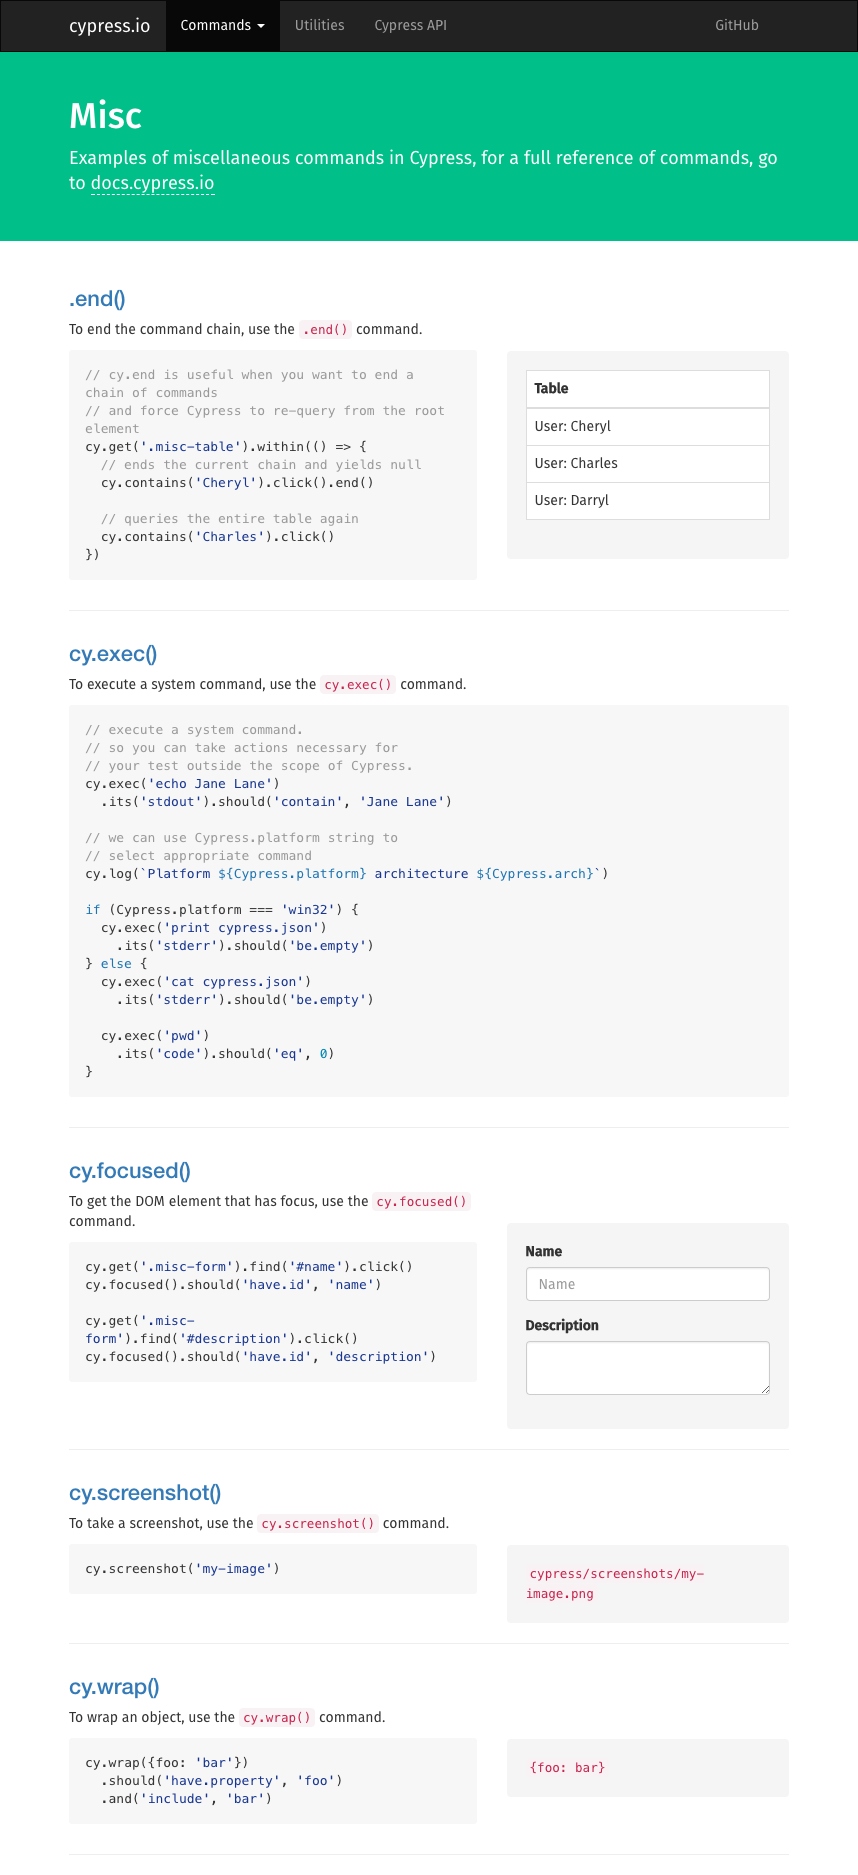 cypress.io Commands Utilities Cypress API GitHub
Misc
Examples of miscellaneous commands in Cypress, for a full reference of commands, go
to docs.cypress.io
.end()
To end the command chain, use the .end() command.
// cy.end is useful when you want to end a
chain of commands
// and force Cypress to re-query from the root
element
cy.get('.misc-table').within(() => {
  // ends the current chain and yields null
  cy.contains('Cheryl').click().end()
  // queries the entire table again
  cy.contains('Charles').click()
})
Table
User: Cheryl
User: Charles
User: Darryl
cy.exec()
To execute a system command, use the cy.exec() command.
// execute a system command.
// so you can take actions necessary for
// your test outside the scope of Cypress.
cy.exec('echo Jane Lane')
  .its('stdout').should('contain', 'Jane Lane')
// we can use Cypress.platform string to
// select appropriate command
cy.log(`Platform ${Cypress.platform} architecture ${Cypress.arch}`)
if (Cypress.platform === 'win32') {
  cy.exec('print cypress.json')
    .its('stderr').should('be.empty')
} else {
  cy.exec('cat cypress.json')
    .its('stderr').should('be.empty')
  cy.exec('pwd')
    .its('code').should('eq', 0)
}
cy.focused()
To get the DOM element that has focus, use the cy.focused()
command.
cy.get('.misc-form').find('#name').click()
cy.focused().should('have.id', 'name')
cy.get('.misc-
form').find('#description').click()
cy.focused().should('have.id', 'description')
Name
Name
Description
cy.screenshot()
To take a screenshot, use the cy.screenshot() command.
cy.screenshot('my-image')
cypress/screenshots/my-
image.png
cy.wrap()
To wrap an object, use the cy.wrap() command.
cy.wrap({foo: 'bar'})
  .should('have.property', 'foo')
  .and('include', 'bar')
{foo: bar}